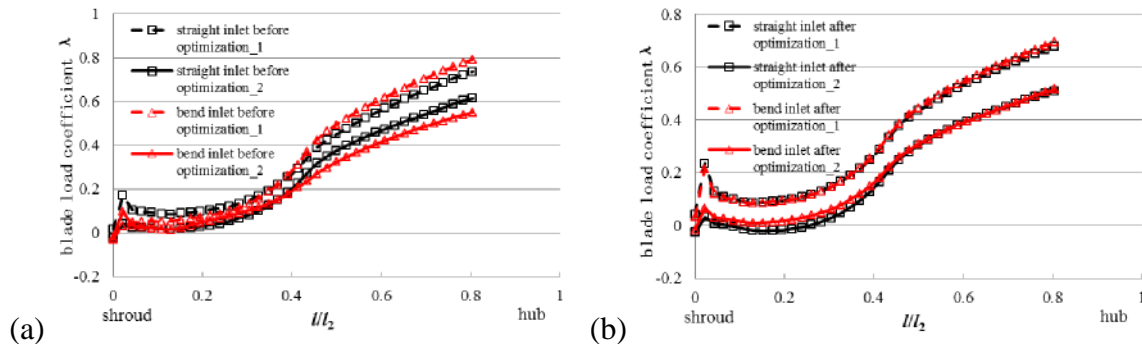 (a)
blade load coefficient λ
1
0.8
0.6
0.4
0.2
0
-0.2
straight inlet before
optimization_1
straight inlet before
optimization_2
bend inlet before
optimization_1
bend inlet before
optimization_2
0 0.2 0.4 0.6 0.8 1
shroud l/l2 hub
(b)
blade load coefficient λ
0.8
0.6
0.4
0.2
0
-0.2
straight inlet after
optimization_1
straight inlet after
optimization_2
bend inlet after
optimization_1
bend inlet after
optimization_2
0 0.2 0.4 0.6 0.8 1
shroud l/l2 hub